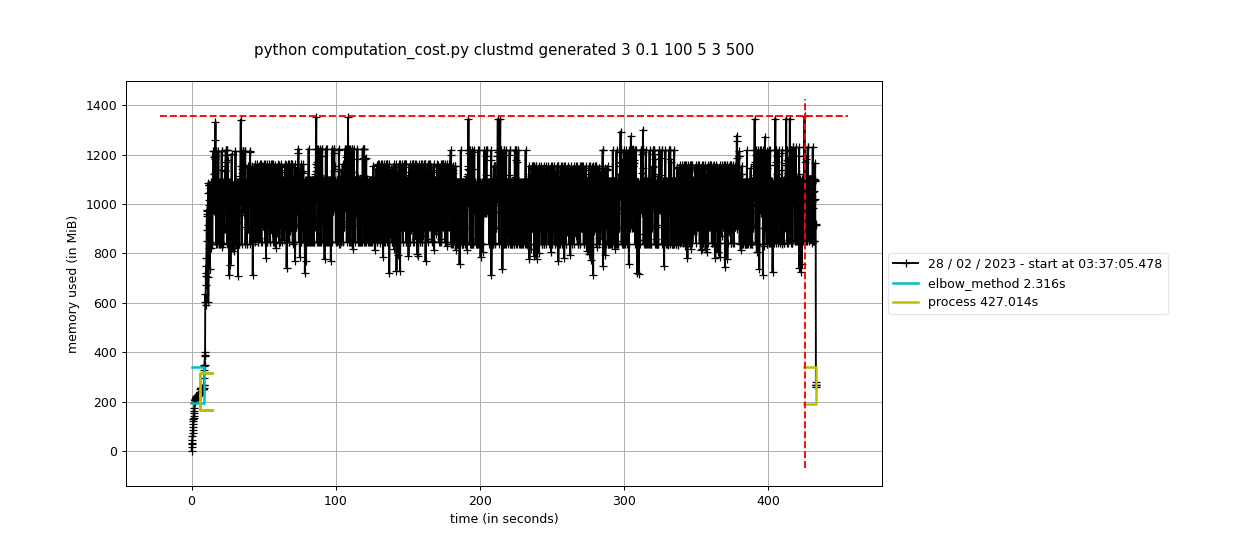 python computation_cost.py clustmd generated 3 0.1 100 5 3 500
memory used (in MiB)
1400
1200
1000
800
600
400
200
0
0 100 200 300 400
time (in seconds)
28 / 02 / 2023 - start at 03:37:05.478
elbow_method 2.316s
process 427.014s